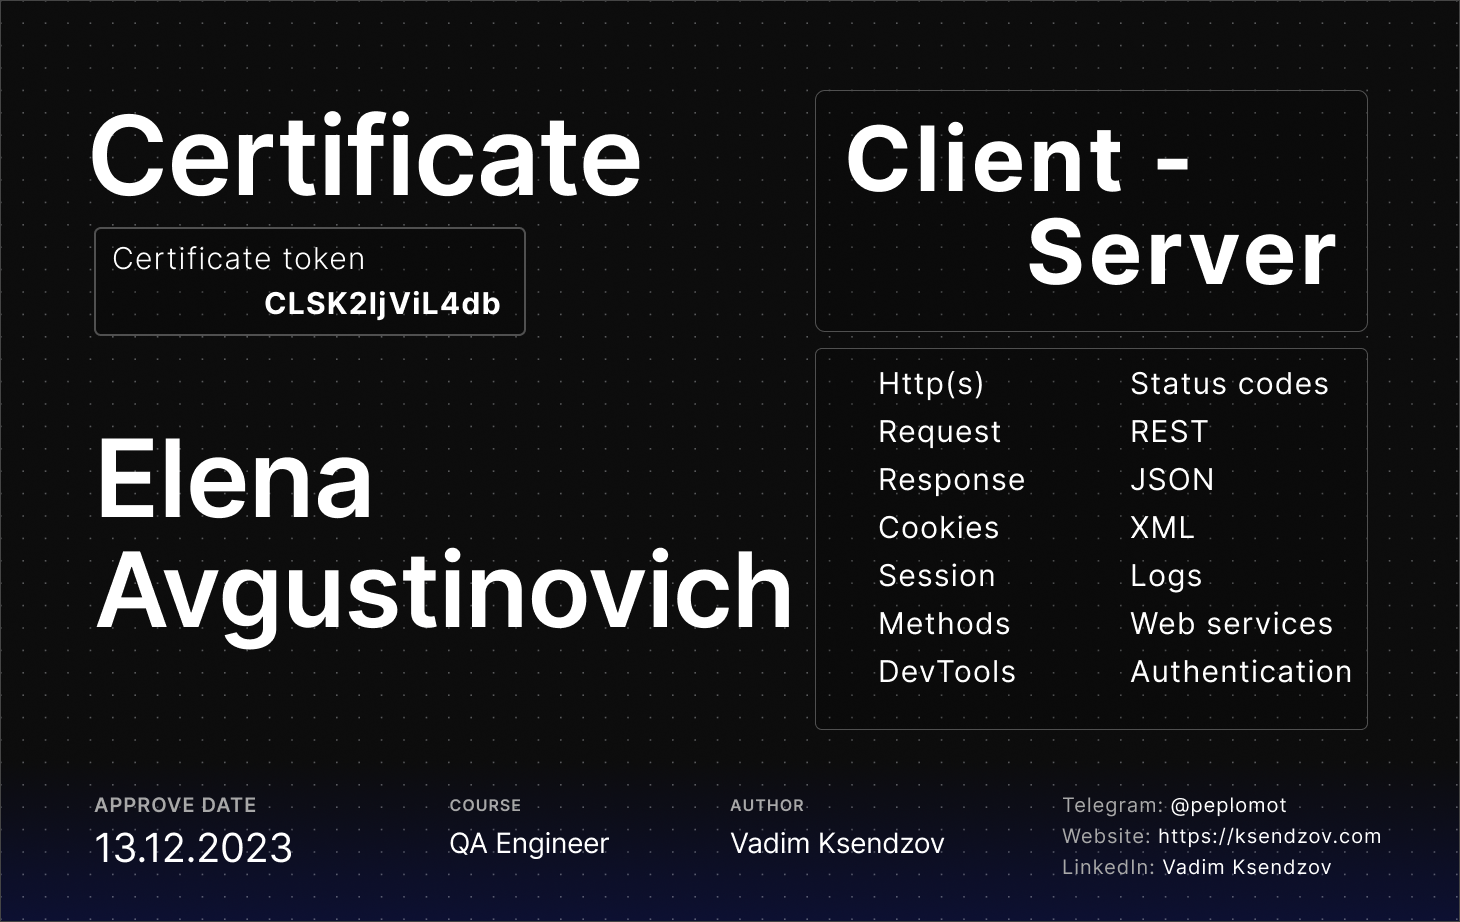 Certificate
Certificate token
CLSK2ljViL4db
Elena
Avgustinovich
Client -
Server
Http(s)
Request
Response
Cookies
Session
Methods
DevTools
Status codes
REST
JSON
XML
Logs
Web services
Authentication
APPROVE DATE
13.12.2023
COURSE
QA Engineer
AUTHOR
Vadim Ksendzov
Telegram: @peplomot
Website: https://ksendzov.com
LinkedIn: Vadim Ksendzov